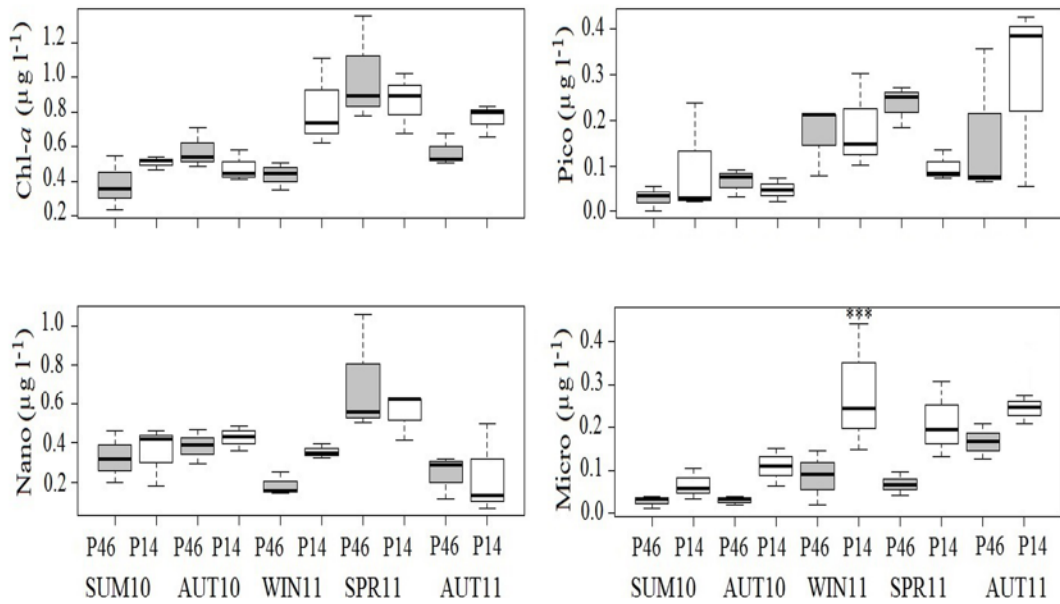 Chl-a (µg l⁻¹)
1.2
1.0
0.8
0.6
0.4
0.2
Pico (µg l⁻¹)
0.4
0.3
0.2
0.1
0.0
Nano (µg l⁻¹)
1.0
0.8
0.6
0.4
0.2
P46 P14 P46 P14 P46 P14 P46 P14 P46 P14
SUM10 AUT10 WIN11 SPR11 AUT11
Micro (µg l⁻¹)
0.4
0.3
0.2
0.1
0.0
***
P46 P14 P46 P14 P46 P14 P46 P14 P46 P14
SUM10 AUT10 WIN11 SPR11 AUT11